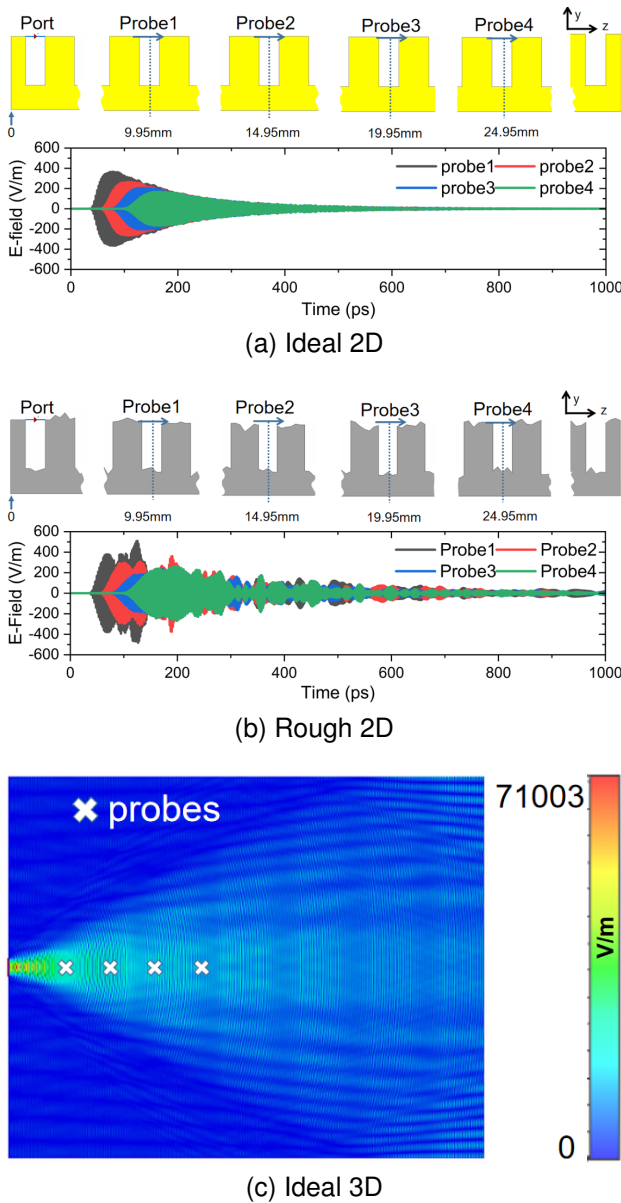 Port Probe1 Probe2 Probe3 Probe4 y z
0 9.95mm 14.95mm 19.95mm 24.95mm
600
400
200
0
-200
-400
-600
E-field (V/m)
probe1 probe2
probe3 probe4
0 200 400 600 800 1000
Time (ps)
(a) Ideal 2D
Port Probe1 Probe2 Probe3 Probe4 y z
0 9.95mm 14.95mm 19.95mm 24.95mm
600
400
200
0
-200
-400
-600
E-Field (V/m)
Probe1 Probe2
Probe3 Probe4
0 200 400 600 800 1000
Time (ps)
(b) Rough 2D
probes
71003
V/m
0
(c) Ideal 3D